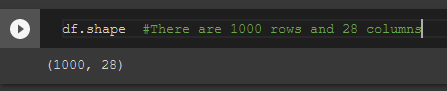 df.shape  #There are 1000 rows and 28 columns
(1000, 28)